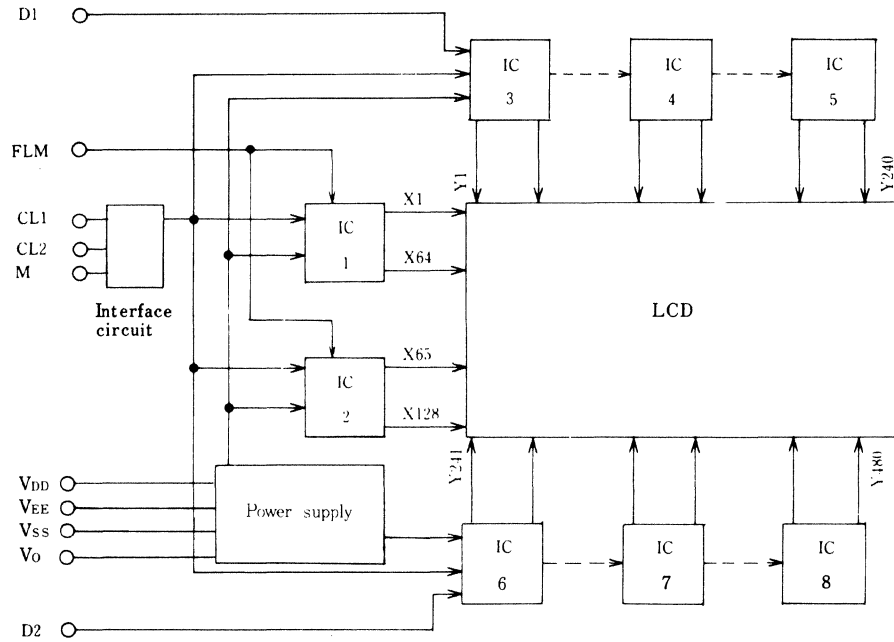 D1
IC
3
IC
4
IC
5
FLM
Y1
Y240
CL1
CL2
M
Interface
circuit
IC
1
X1
X64
LCD
IC
2
X65
X128
Y241
Y480
VDD
VEE
VSS
VO
Power supply
IC
6
IC
7
IC
8
D2